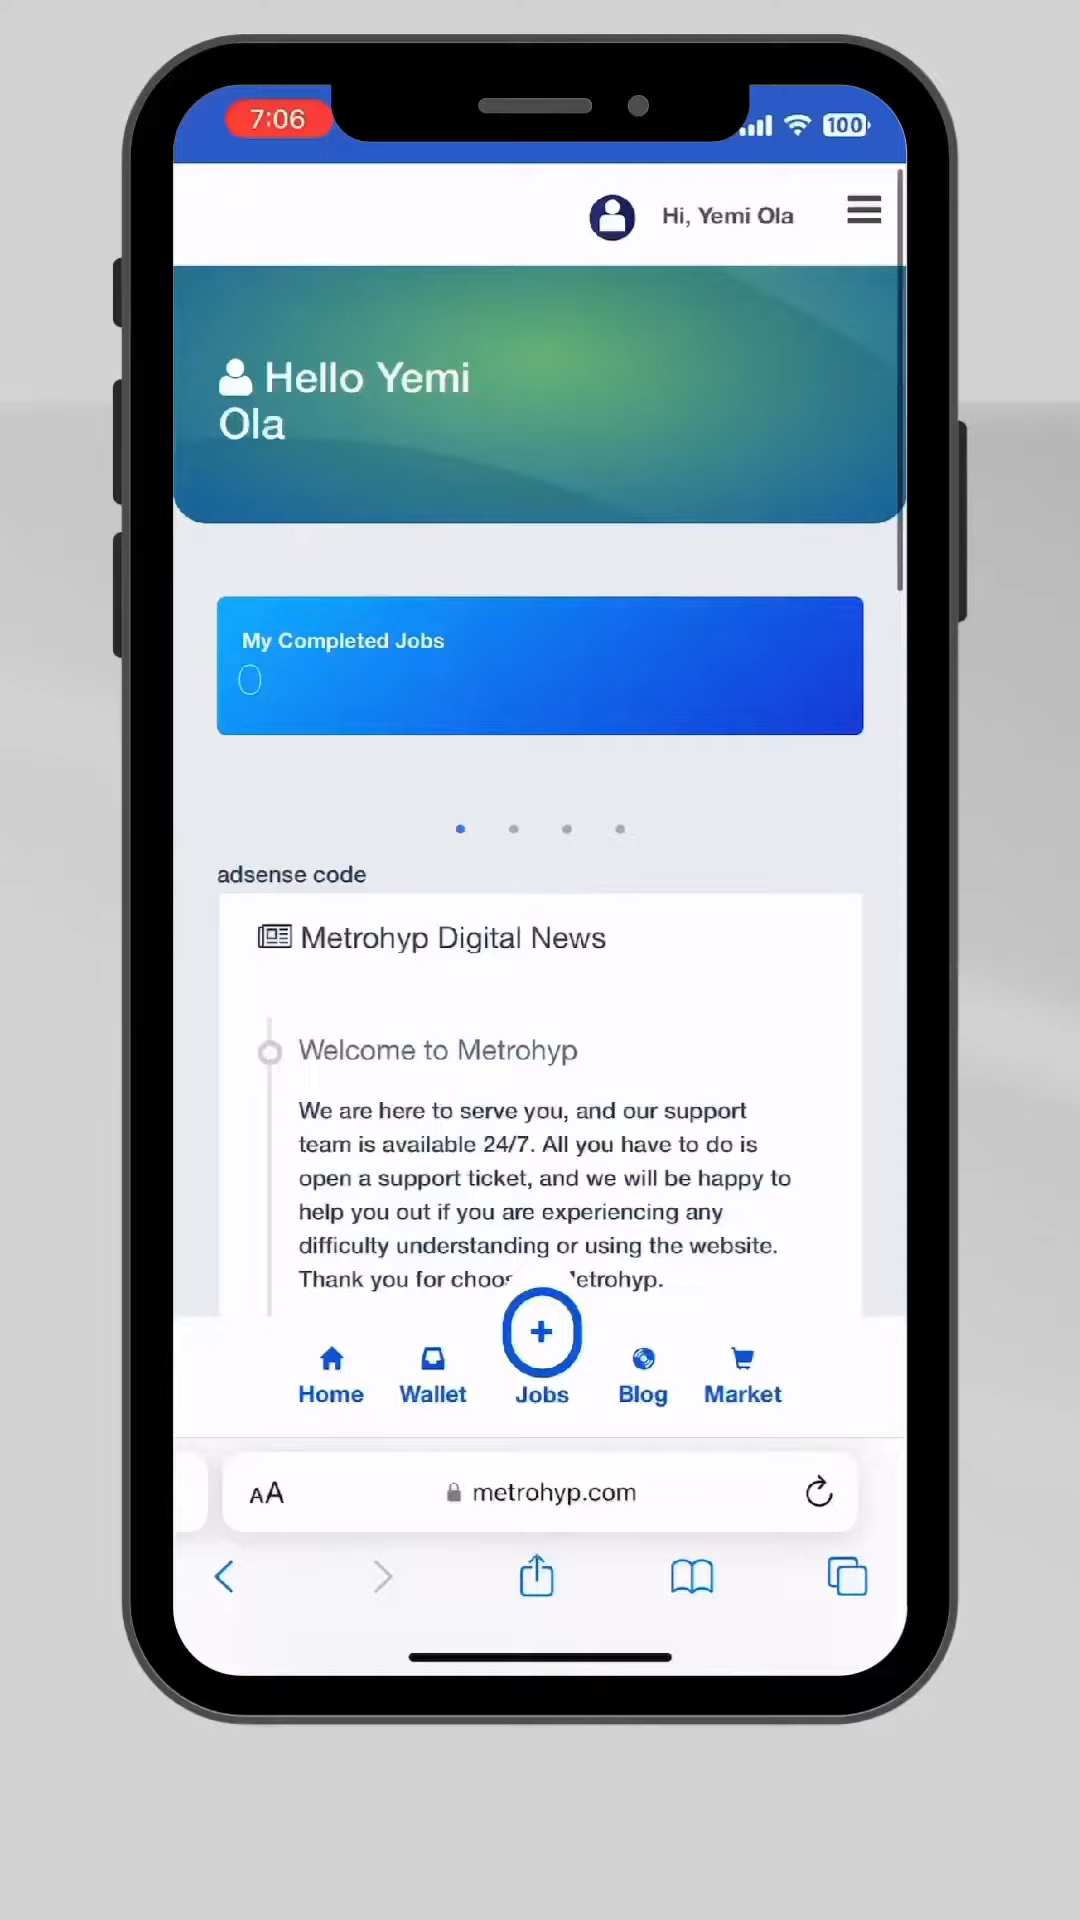 7:06
100
Hi, Yemi Ola
Hello Yemi
Ola
My Completed Jobs
0
adsense code
Metrohyp Digital News
Welcome to Metrohyp
We are here to serve you, and our support
team is available 24/7. All you have to do is
open a support ticket, and we will be happy to
help you out if you are experiencing any
difficulty understanding or using the website.
Thank you for choos etrohyp.
+
Home Wallet Jobs Blog Market
AA metrohyp.com